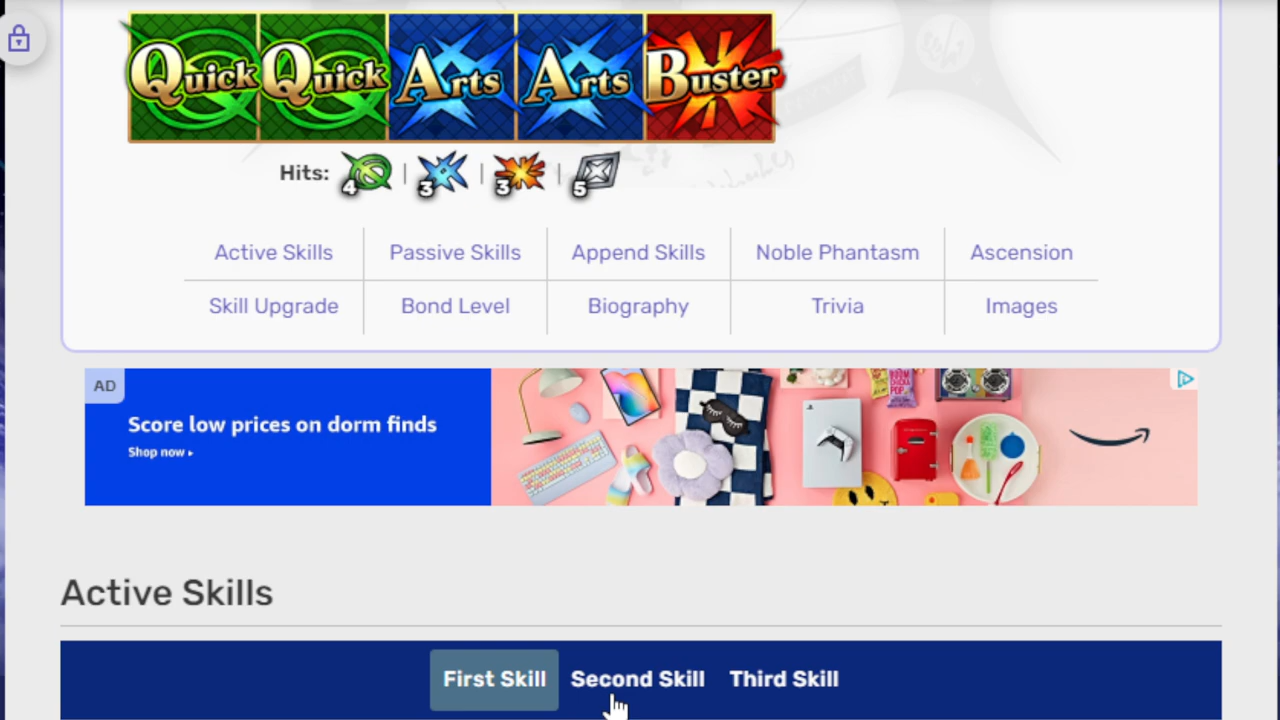 Quick Quick Arts Arts Buster
Hits: 4 | 3 | 3 | 5
Active Skills Passive Skills Append Skills Noble Phantasm Ascension
Skill Upgrade Bond Level Biography Trivia Images
AD
Score low prices on dorm finds
Shop now ▸
Active Skills
First Skill Second Skill Third Skill